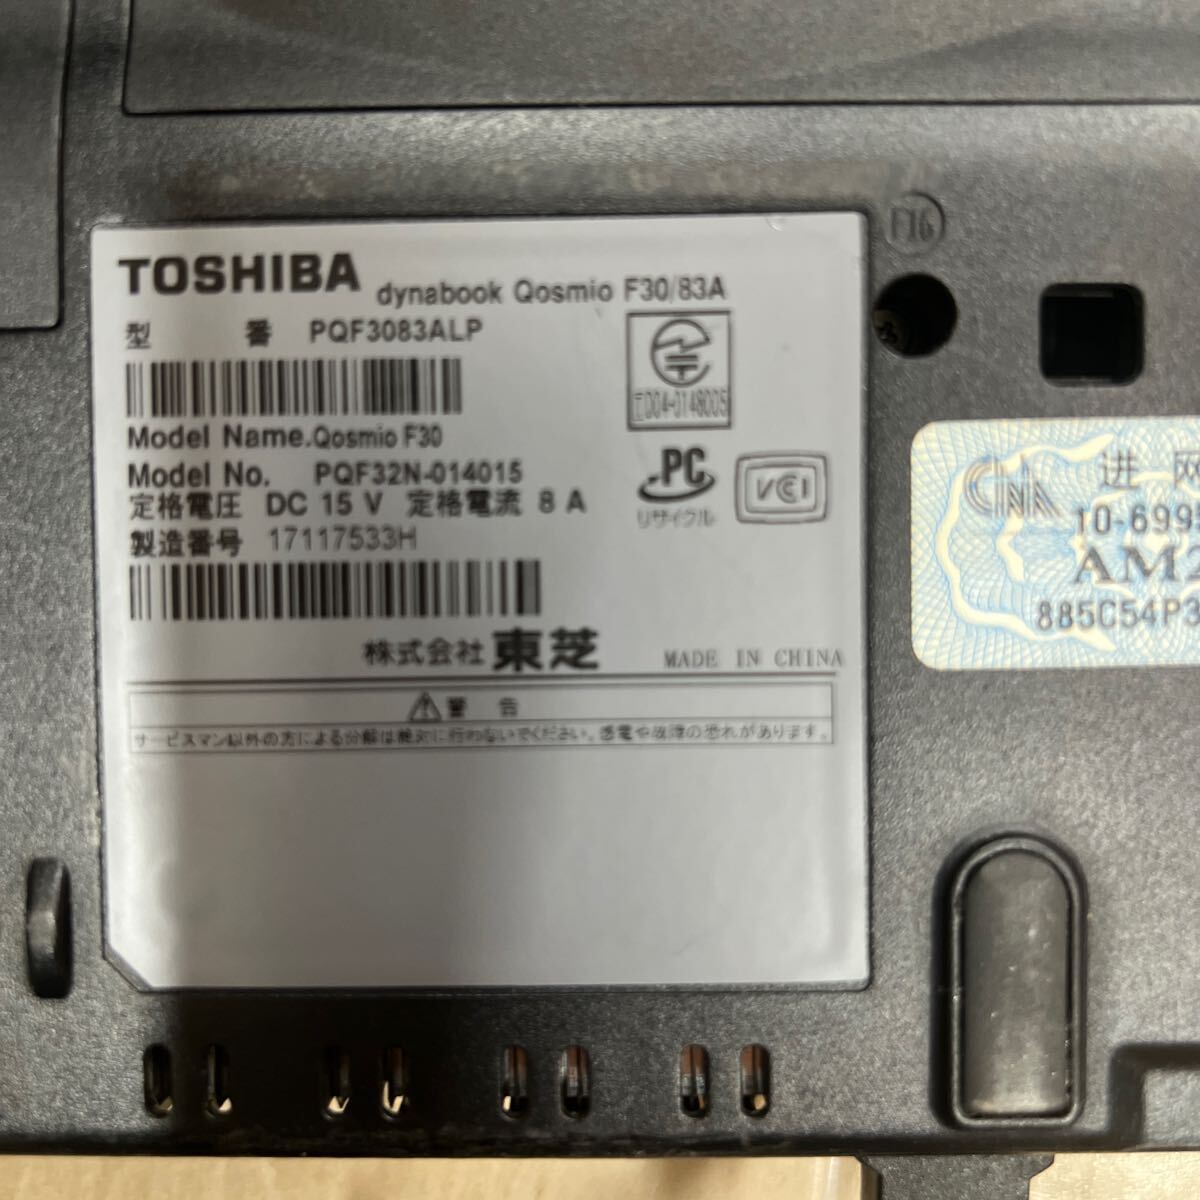 F16
TOSHIBA dynabook Qosmio F30/83A
型 番 PQF3083ALP
D04-0148005
Model Name.Qosmio F30
Model No. PQF32N-014015
定格電圧 DC 15 V 定格電流 8 A
製造番号 17117533H
PC
リサイクル
VCCI
株式会社 東芝 MADE IN CHINA
警 告
サービスマン以外の方による分解は絶対に行わないでください。感電や故障の恐れがあります。
进 网
10-699
AM2
885C54P3